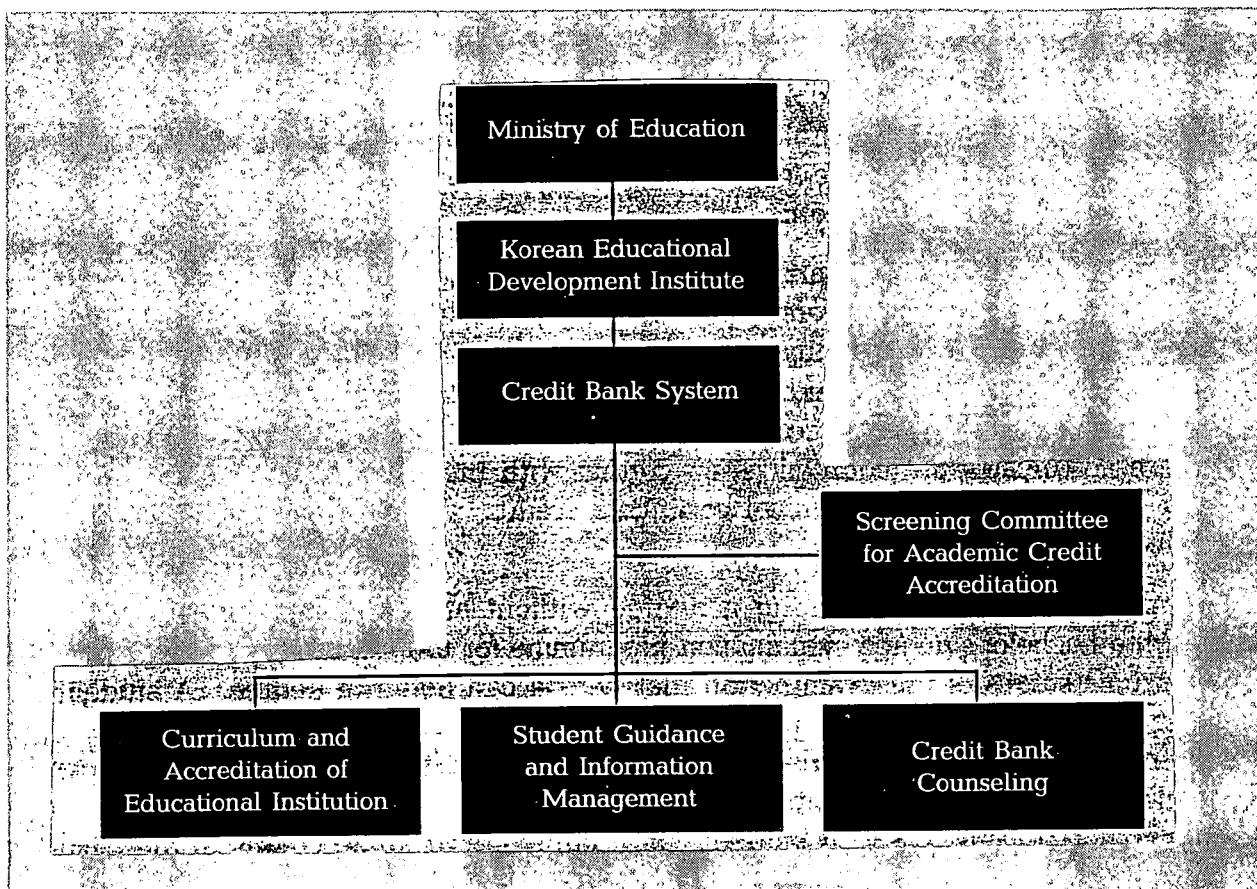 Ministry of Education
Korean Educational
Development Institute
Credit Bank System
Screening Committee
for Academic Credit
Accreditation
Curriculum and
Accreditation of
Educational Institution
Student Guidance
and Information
Management
Credit Bank
Counseling